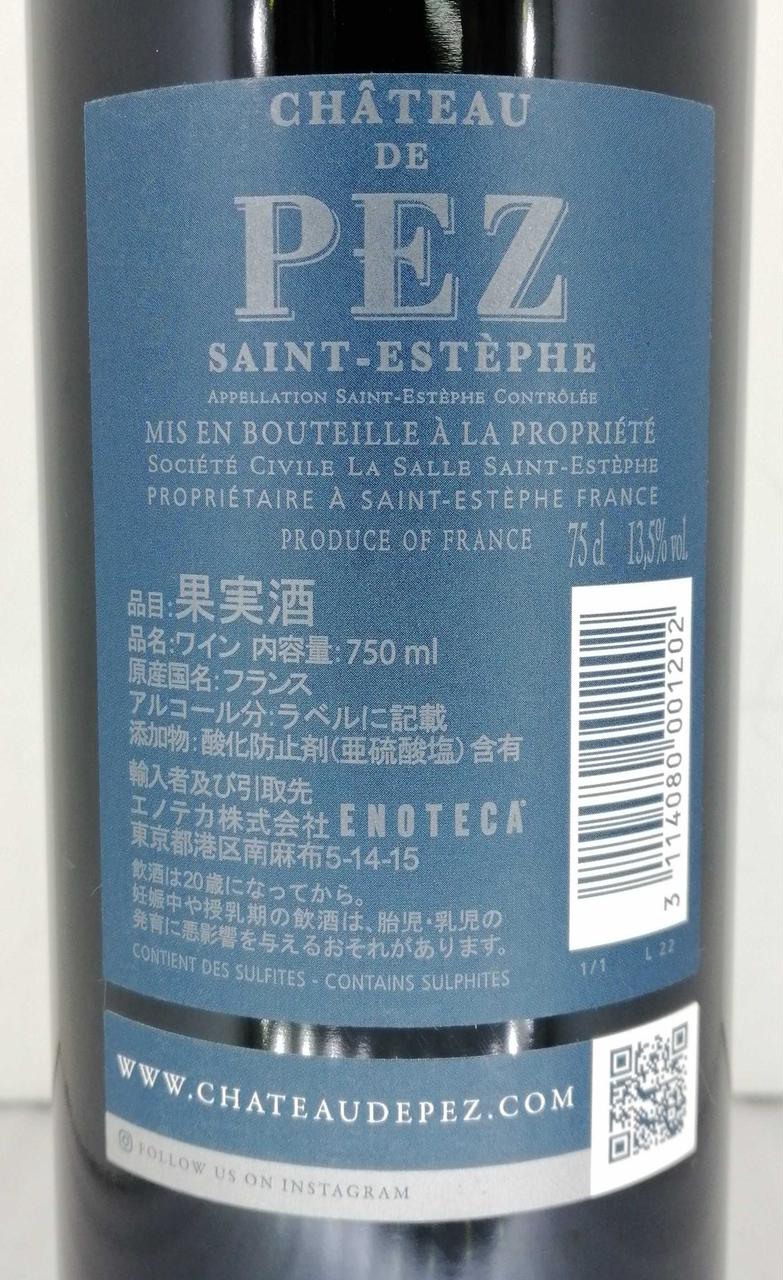 CHÂTEAU
DE
PEZ
SAINT-ESTÈPHE
APPELLATION SAINT-ESTÈPHE CONTRÔLÉE
MIS EN BOUTEILLE À LA PROPRIÉTÉ
SOCIÉTÉ CIVILE LA SALLE SAINT-ESTÈPHE
PROPRIÉTAIRE À SAINT-ESTÈPHE FRANCE
PRODUCE OF FRANCE 75 cl 13,5% vol.
品目:果実酒
品名:ワイン 内容量:750 ml
原産国名:フランス
アルコール分:ラベルに記載
添加物:酸化防止剤(亜硫酸塩)含有
輸入者及び引取先
エノテカ株式会社 ENOTECA
東京都港区南麻布5-14-15
飲酒は20歳になってから。
妊娠中や授乳期の飲酒は、胎児・乳児の
発育に悪影響を与えるおそれがあります。
CONTIENT DES SULFITES - CONTAINS SULPHITES
3 114080 001202
1/1 L 22
WWW.CHATEAUDEPEZ.COM
FOLLOW US ON INSTAGRAM